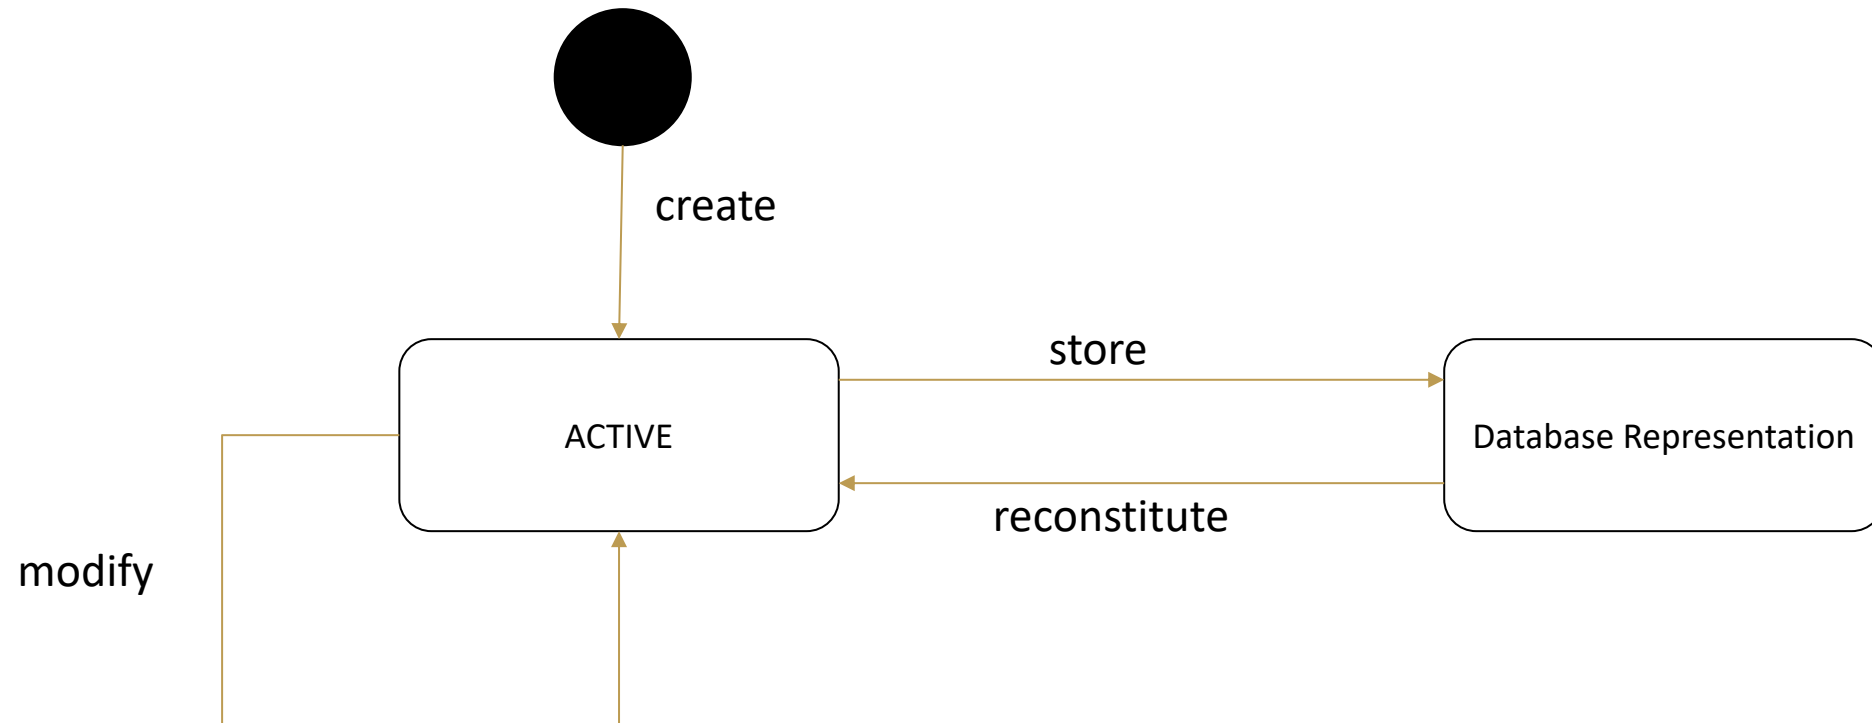 create
store
ACTIVE
Database Representation
reconstitute
modify